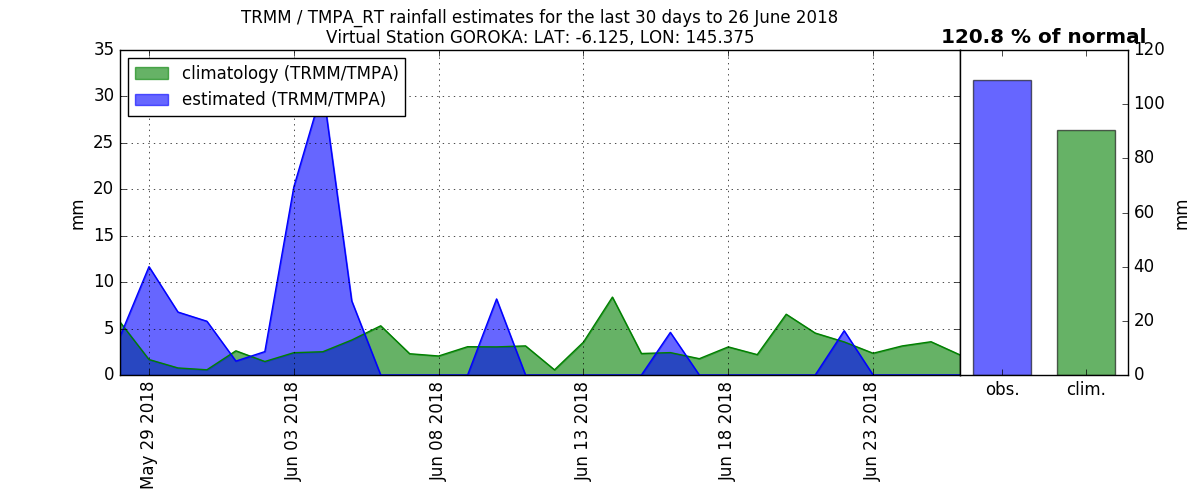 TRMM / TMPA_RT rainfall estimates for the last 30 days to 26 June 2018
Virtual Station GOROKA: LAT: -6.125, LON: 145.375
120.8 % of normal
climatology (TRMM/TMPA)
estimated (TRMM/TMPA)
35
30
25
20
15
10
5
0
mm
May 29 2018
Jun 03 2018
Jun 08 2018
Jun 13 2018
Jun 18 2018
Jun 23 2018
obs.
clim.
120
100
80
60
40
20
0
mm